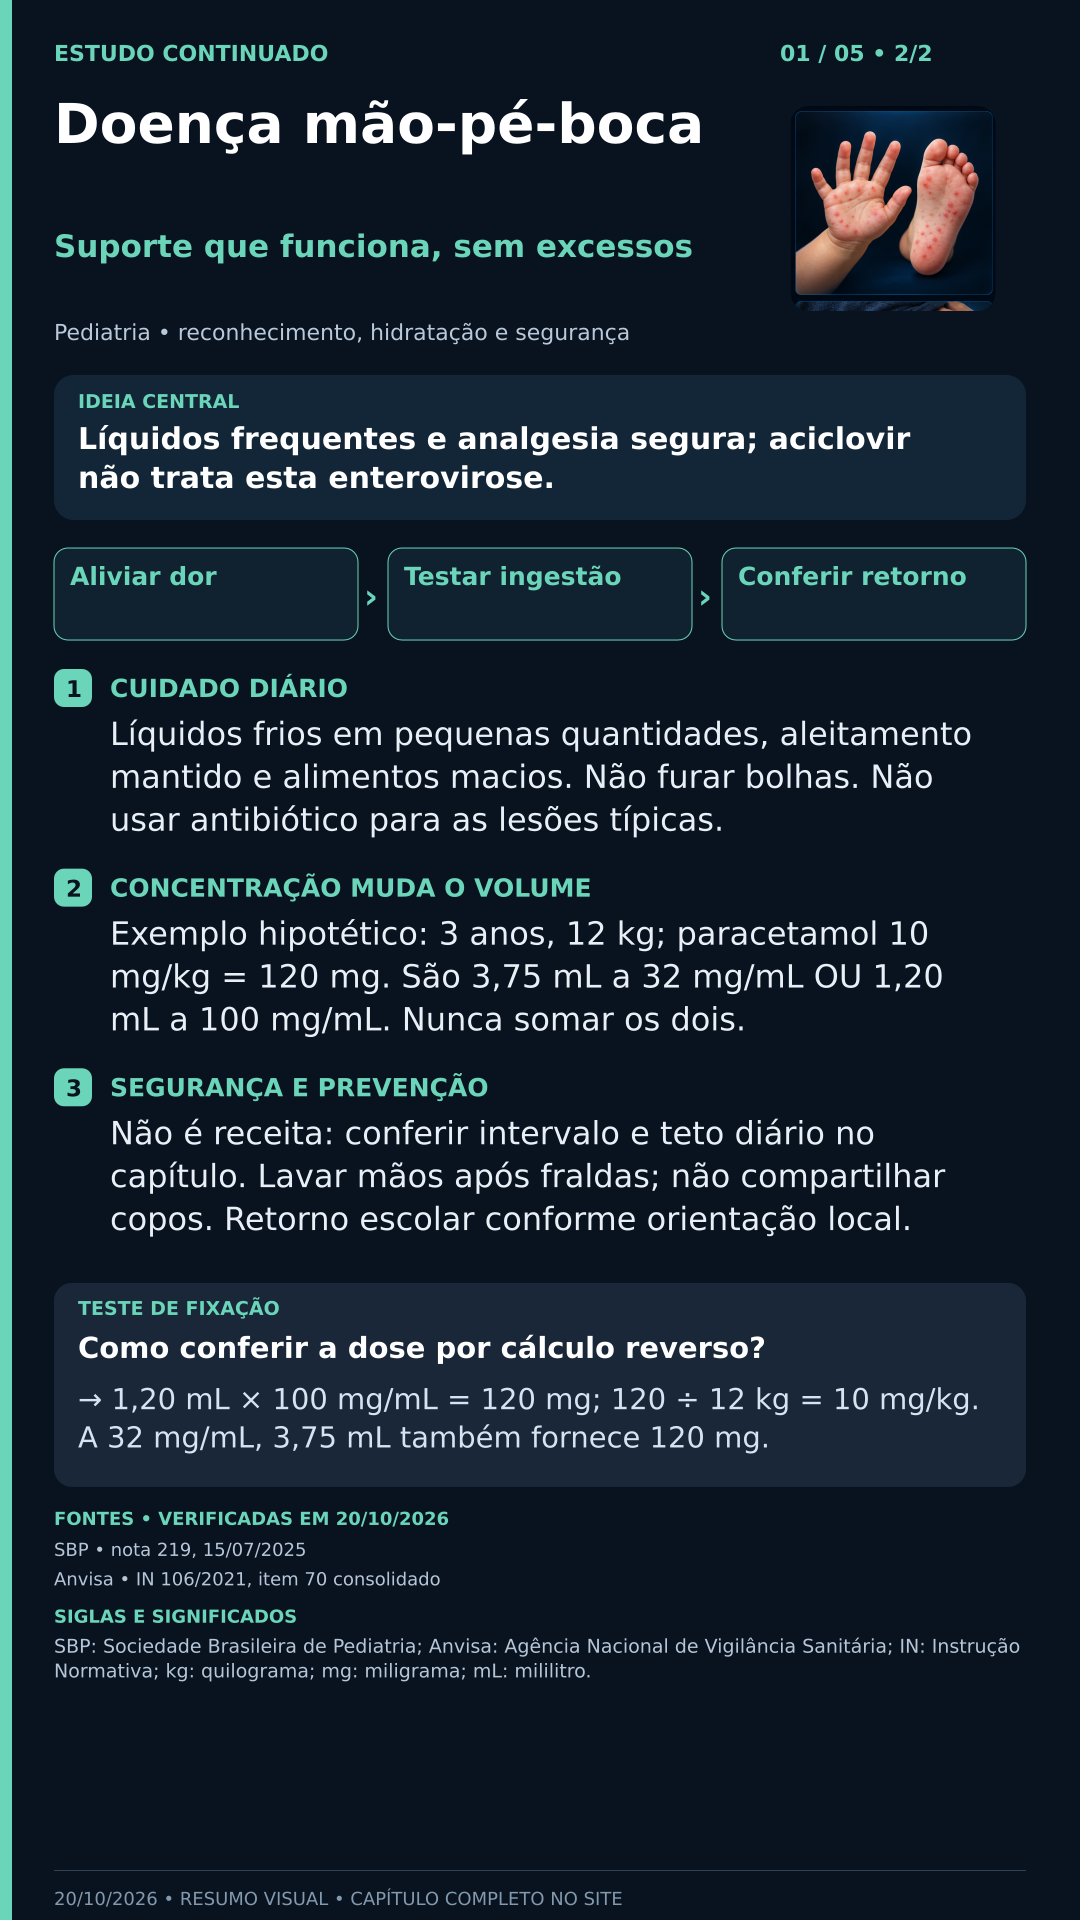 ESTUDO CONTINUADO
01 / 05 • 2/2
Doença mão-pé-boca
Suporte que funciona, sem excessos
Pediatria • reconhecimento, hidratação e segurança
IDEIA CENTRAL
Líquidos frequentes e analgesia segura; aciclovir
não trata esta enterovirose.
Aliviar dor
›
Testar ingestão
›
Conferir retorno
1 CUIDADO DIÁRIO
Líquidos frios em pequenas quantidades, aleitamento
mantido e alimentos macios. Não furar bolhas. Não
usar antibiótico para as lesões típicas.
2 CONCENTRAÇÃO MUDA O VOLUME
Exemplo hipotético: 3 anos, 12 kg; paracetamol 10
mg/kg = 120 mg. São 3,75 mL a 32 mg/mL OU 1,20
mL a 100 mg/mL. Nunca somar os dois.
3 SEGURANÇA E PREVENÇÃO
Não é receita: conferir intervalo e teto diário no
capítulo. Lavar mãos após fraldas; não compartilhar
copos. Retorno escolar conforme orientação local.
TESTE DE FIXAÇÃO
Como conferir a dose por cálculo reverso?
→ 1,20 mL × 100 mg/mL = 120 mg; 120 ÷ 12 kg = 10 mg/kg.
A 32 mg/mL, 3,75 mL também fornece 120 mg.
FONTES • VERIFICADAS EM 20/10/2026
SBP • nota 219, 15/07/2025
Anvisa • IN 106/2021, item 70 consolidado
SIGLAS E SIGNIFICADOS
SBP: Sociedade Brasileira de Pediatria; Anvisa: Agência Nacional de Vigilância Sanitária; IN: Instrução
Normativa; kg: quilograma; mg: miligrama; mL: mililitro.
20/10/2026 • RESUMO VISUAL • CAPÍTULO COMPLETO NO SITE